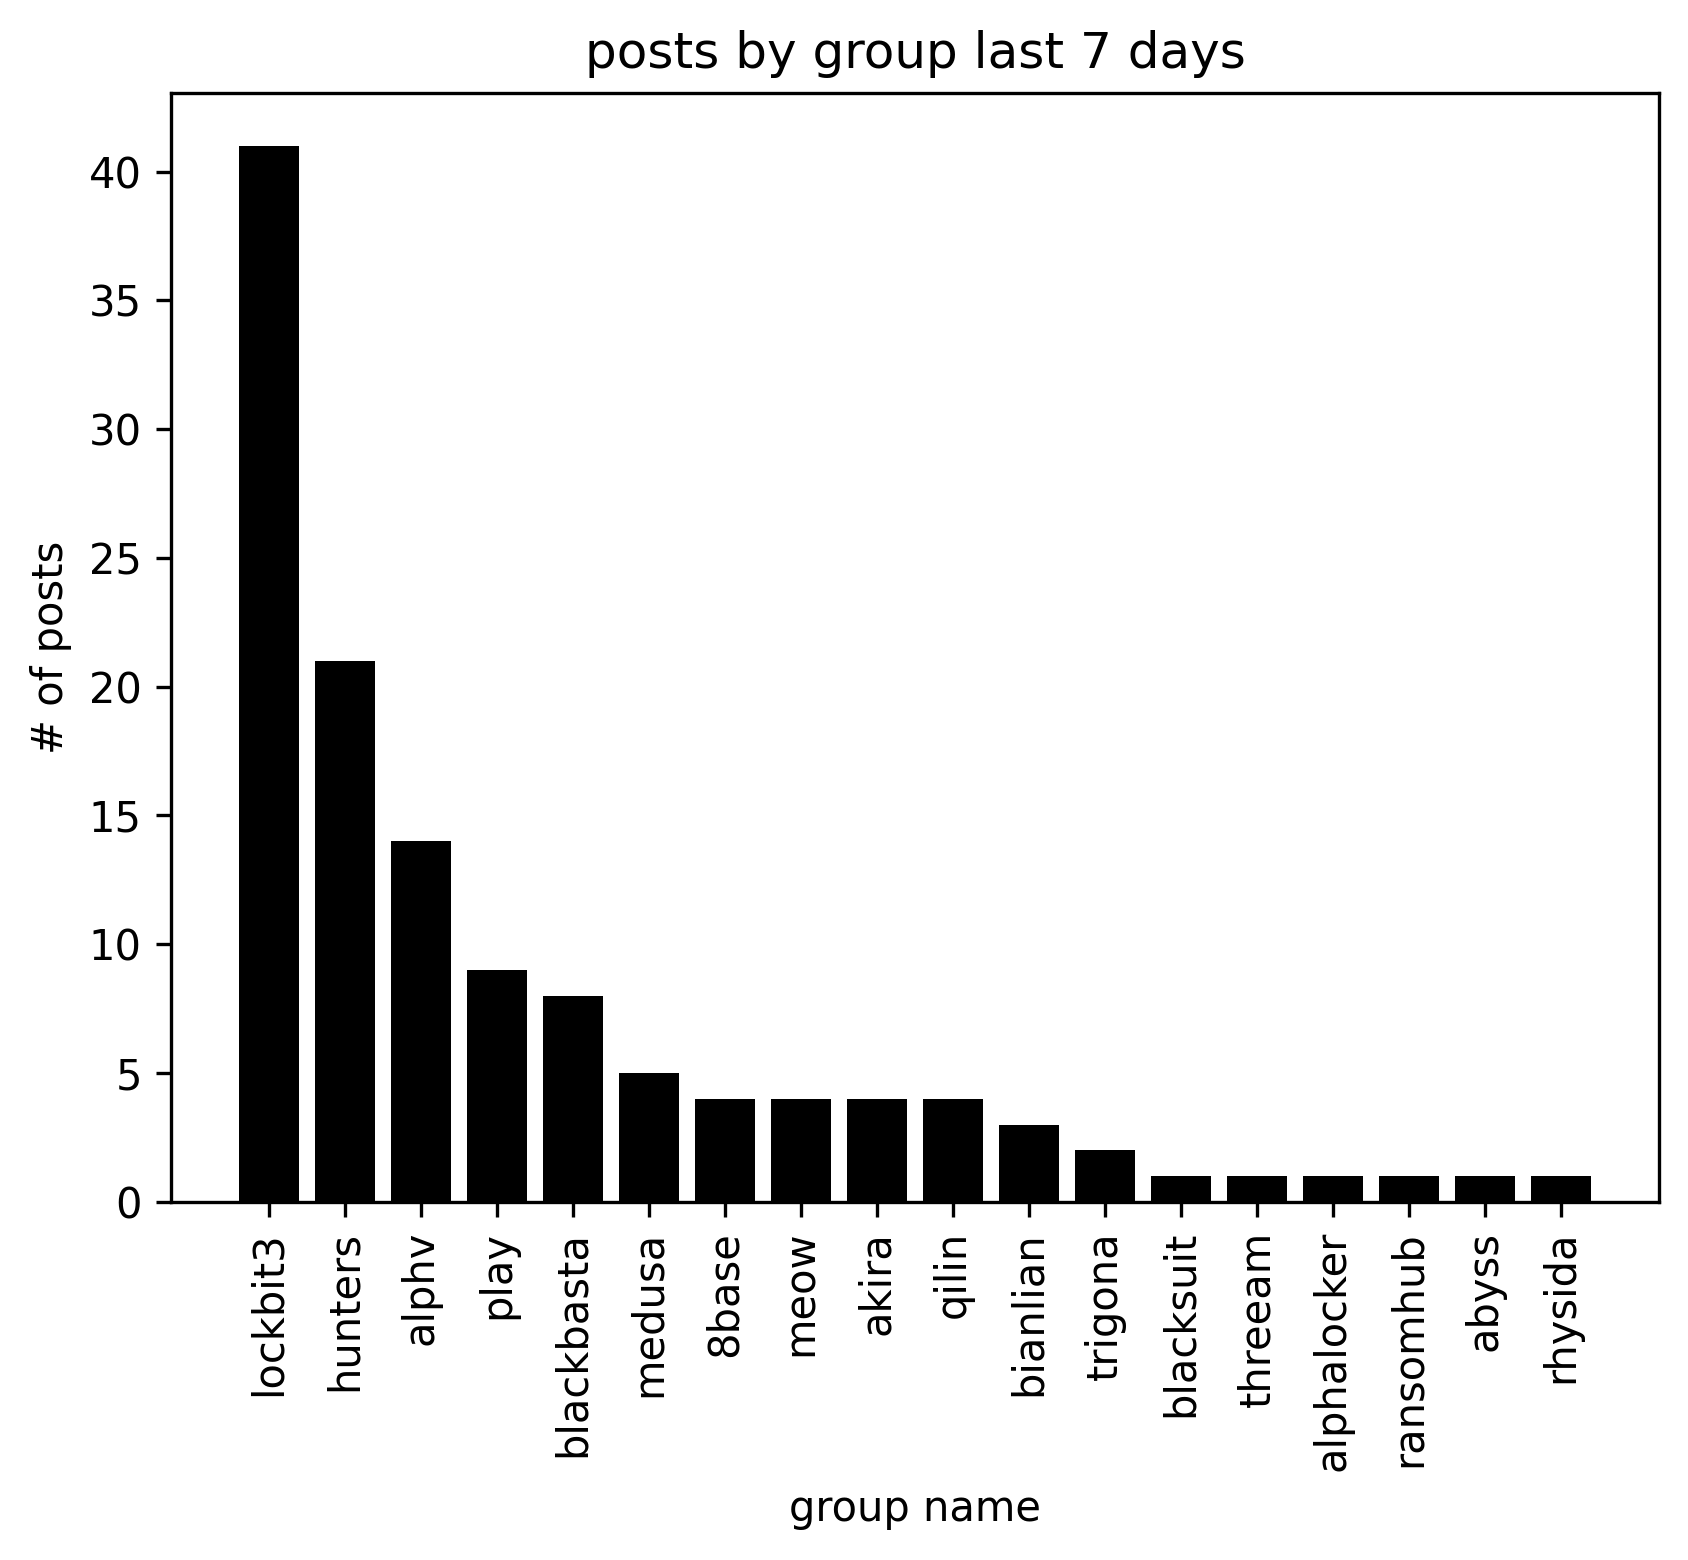 posts by group last 7 days
# of posts
40
35
30
25
20
15
10
5
0
lockbit3
hunters
alphv
play
blackbasta
medusa
8base
meow
akira
qilin
bianlian
trigona
blacksuit
threeam
alphalocker
ransomhub
abyss
rhysida
group name